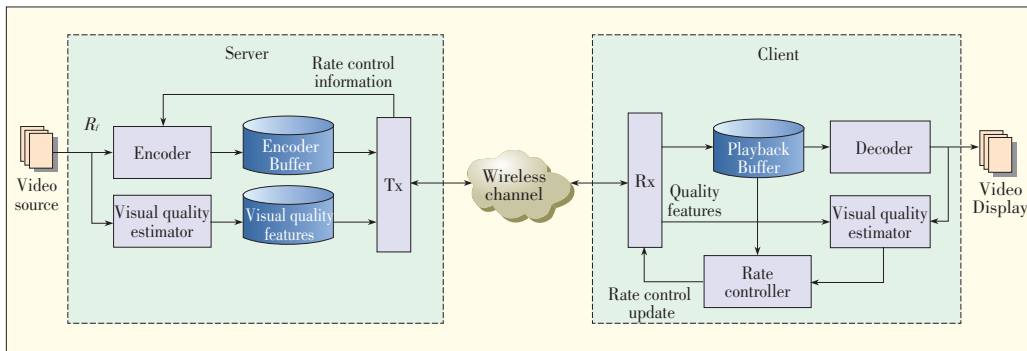 Server
Rate control
information
R_f
Video
source
Encoder
Encoder
Buffer
Visual quality
estimator
Visual quality
features
Tx
Wireless
channel
Client
Rx
Playback
Buffer
Decoder
Quality
features
Visual quality
estimator
Rate
controller
Rate control
update
Video
Display